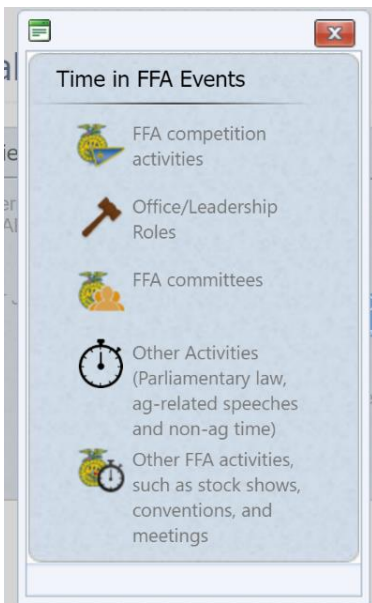 Time in FFA Events
FFA competition
activities
Office/Leadership
Roles
FFA committees
Other Activities
(Parliamentary law,
ag-related speeches
and non-ag time)
Other FFA activities,
such as stock shows,
conventions, and
meetings